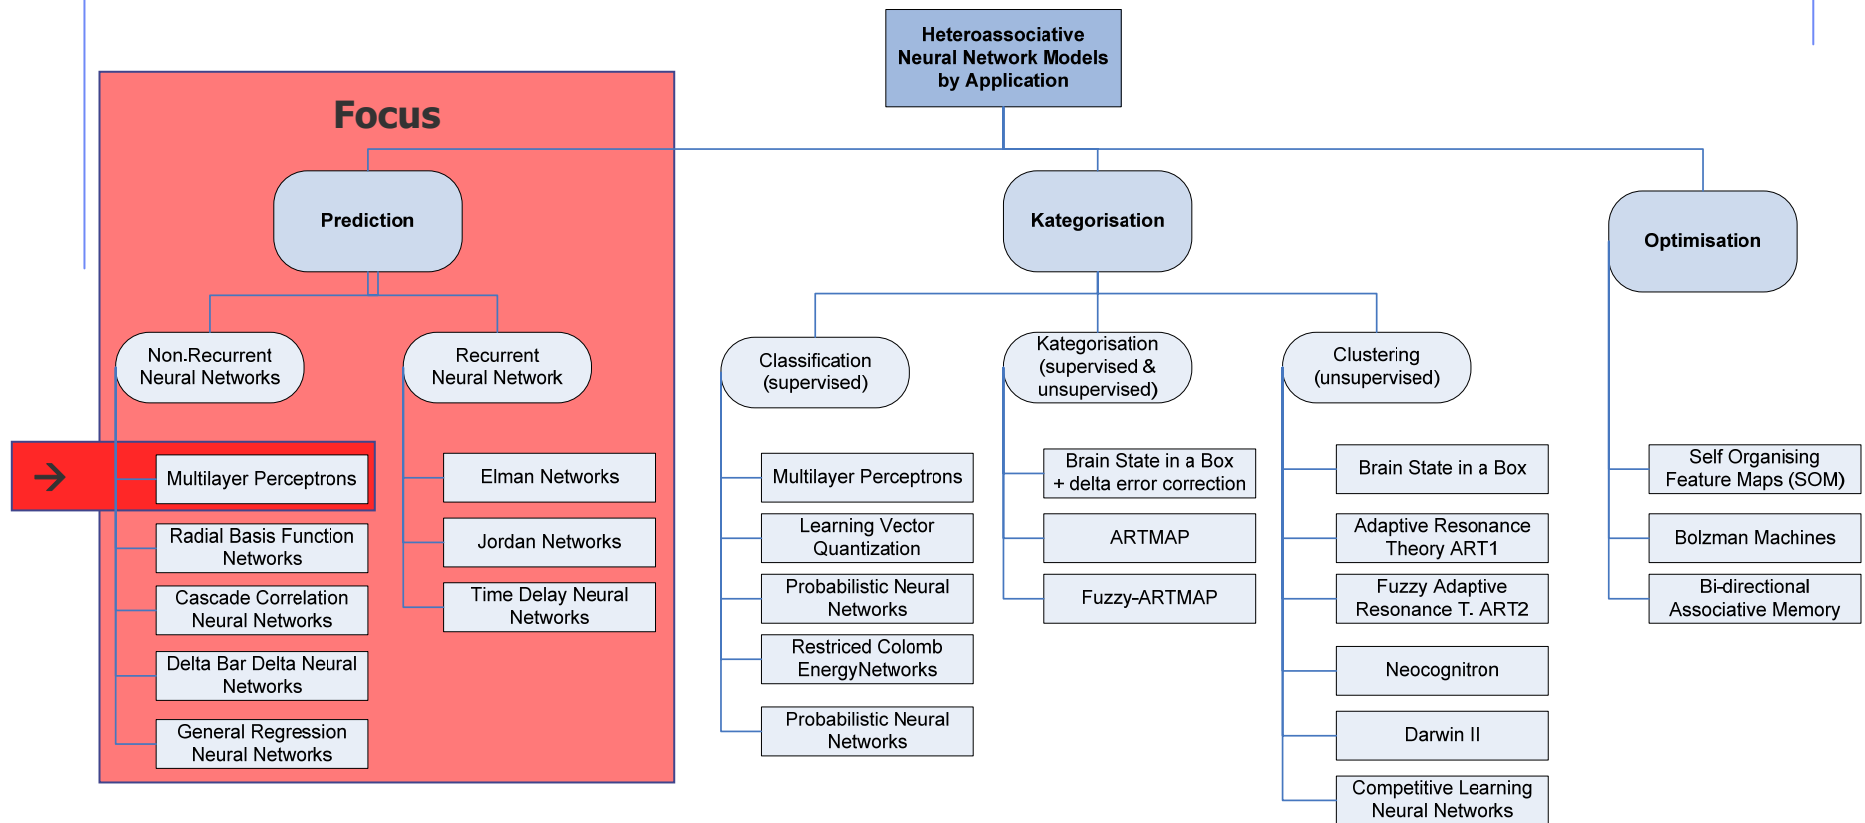 Heteroassociative
Neural Network Models
by Application
Focus
Prediction
Kategorisation
Optimisation
Non.Recurrent
Neural Networks
Recurrent
Neural Network
Classification
(supervised)
Kategorisation
(supervised &
unsupervised)
Clustering
(unsupervised)
→
Multilayer Perceptrons
Radial Basis Function
Networks
Cascade Correlation
Neural Networks
Delta Bar Delta Neural
Networks
General Regression
Neural Networks
Elman Networks
Jordan Networks
Time Delay Neural
Networks
Multilayer Perceptrons
Learning Vector
Quantization
Probabilistic Neural
Networks
Restriced Colomb
EnergyNetworks
Probabilistic Neural
Networks
Brain State in a Box
+ delta error correction
ARTMAP
Fuzzy-ARTMAP
Brain State in a Box
Adaptive Resonance
Theory ART1
Fuzzy Adaptive
Resonance T. ART2
Neocognitron
Darwin II
Competitive Learning
Neural Networks
Self Organising
Feature Maps (SOM)
Bolzman Machines
Bi-directional
Associative Memory